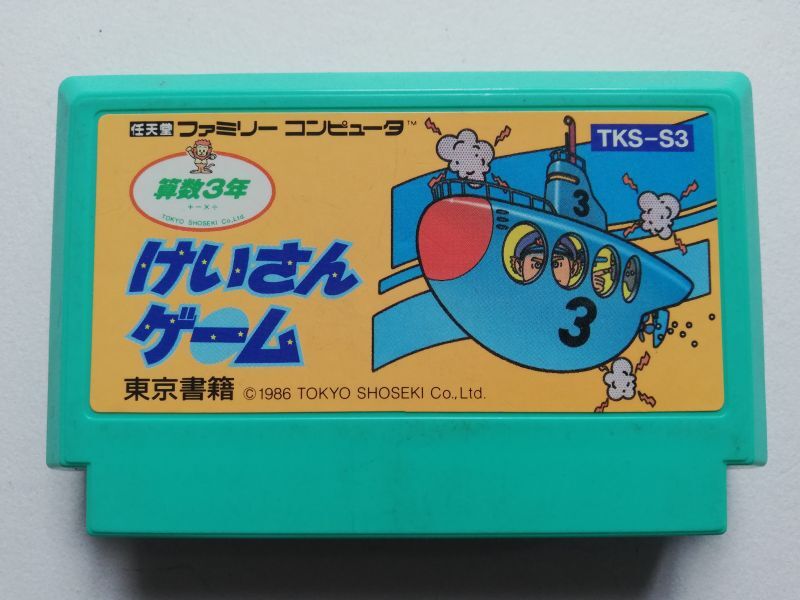 任天堂 ファミリー コンピュータ™
TKS-S3
算数3年
+−×÷
TOKYO SHOSEKI Co,Ltd.
けいさん
ゲーム
3
3
東京書籍 ©1986 TOKYO SHOSEKI Co.,Ltd.